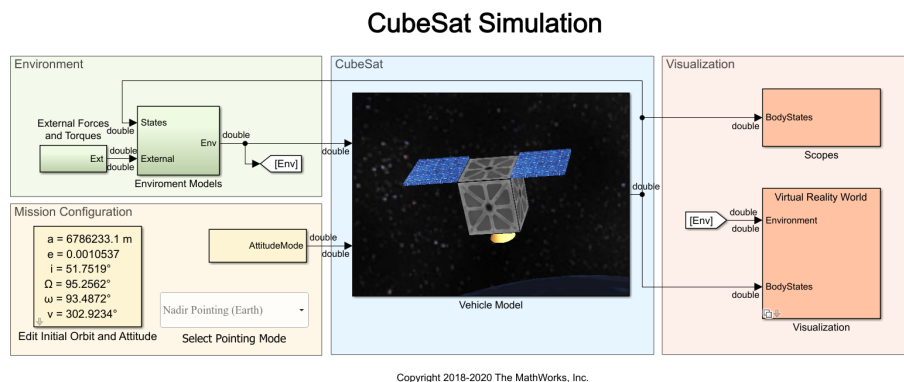 CubeSat Simulation
Environment
External Forces
and Torques
Ext
double
double
double
double
States
External
Env
Enviroment Models
double
double
[Env]
Mission Configuration
a = 6786233.1 m
e = 0.0010537
i = 51.7519°
Ω = 95.2562°
ω = 93.4872°
v = 302.9234°
Edit Initial Orbit and Attitude
AttitudeMode
double
double
Nadir Pointing (Earth)
Select Pointing Mode
CubeSat
double
Vehicle Model
Visualization
double
BodyStates
Scopes
Virtual Reality World
[Env]
double
double
Environment
double
BodyStates
Visualization
Copyright 2018-2020 The MathWorks, Inc.